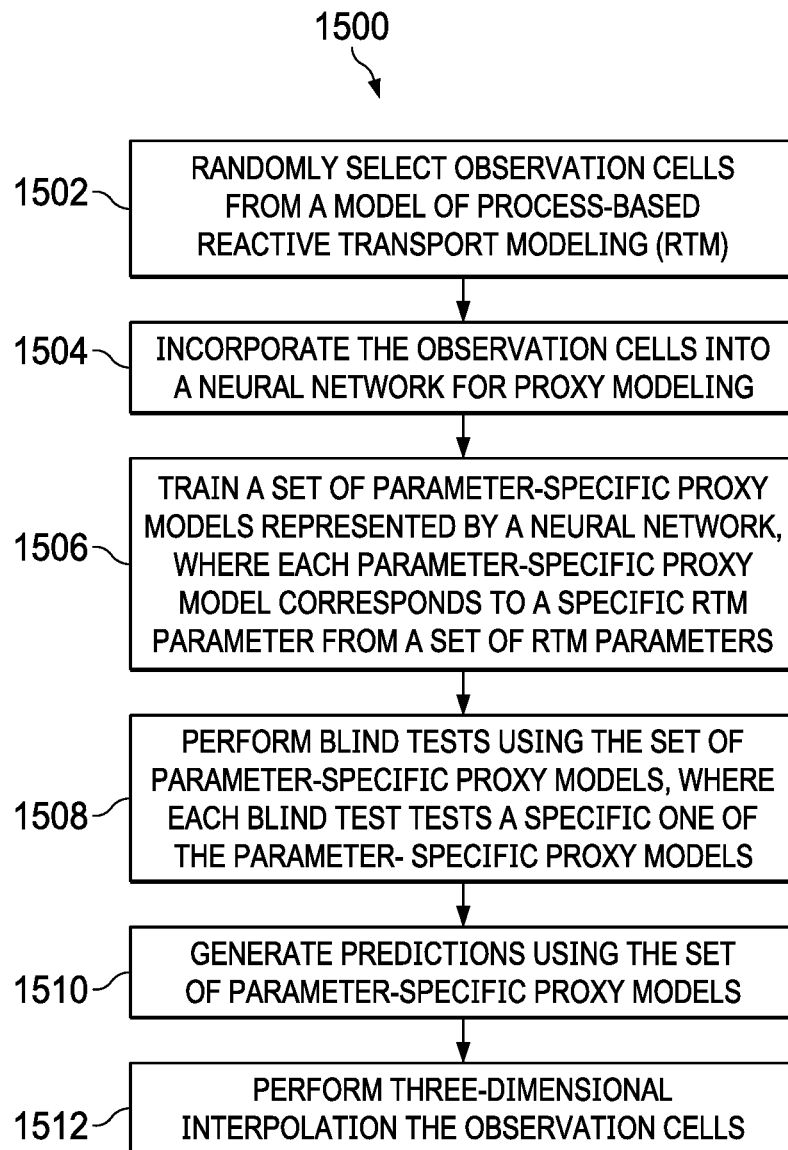 1500
1502
RANDOMLY SELECT OBSERVATION CELLS
FROM A MODEL OF PROCESS-BASED
REACTIVE TRANSPORT MODELING (RTM)
1504
INCORPORATE THE OBSERVATION CELLS INTO
A NEURAL NETWORK FOR PROXY MODELING
1506
TRAIN A SET OF PARAMETER-SPECIFIC PROXY
MODELS REPRESENTED BY A NEURAL NETWORK,
WHERE EACH PARAMETER-SPECIFIC PROXY
MODEL CORRESPONDS TO A SPECIFIC RTM
PARAMETER FROM A SET OF RTM PARAMETERS
1508
PERFORM BLIND TESTS USING THE SET OF
PARAMETER-SPECIFIC PROXY MODELS, WHERE
EACH BLIND TEST TESTS A SPECIFIC ONE OF
THE PARAMETER- SPECIFIC PROXY MODELS
1510
GENERATE PREDICTIONS USING THE SET
OF PARAMETER-SPECIFIC PROXY MODELS
1512
PERFORM THREE-DIMENSIONAL
INTERPOLATION THE OBSERVATION CELLS